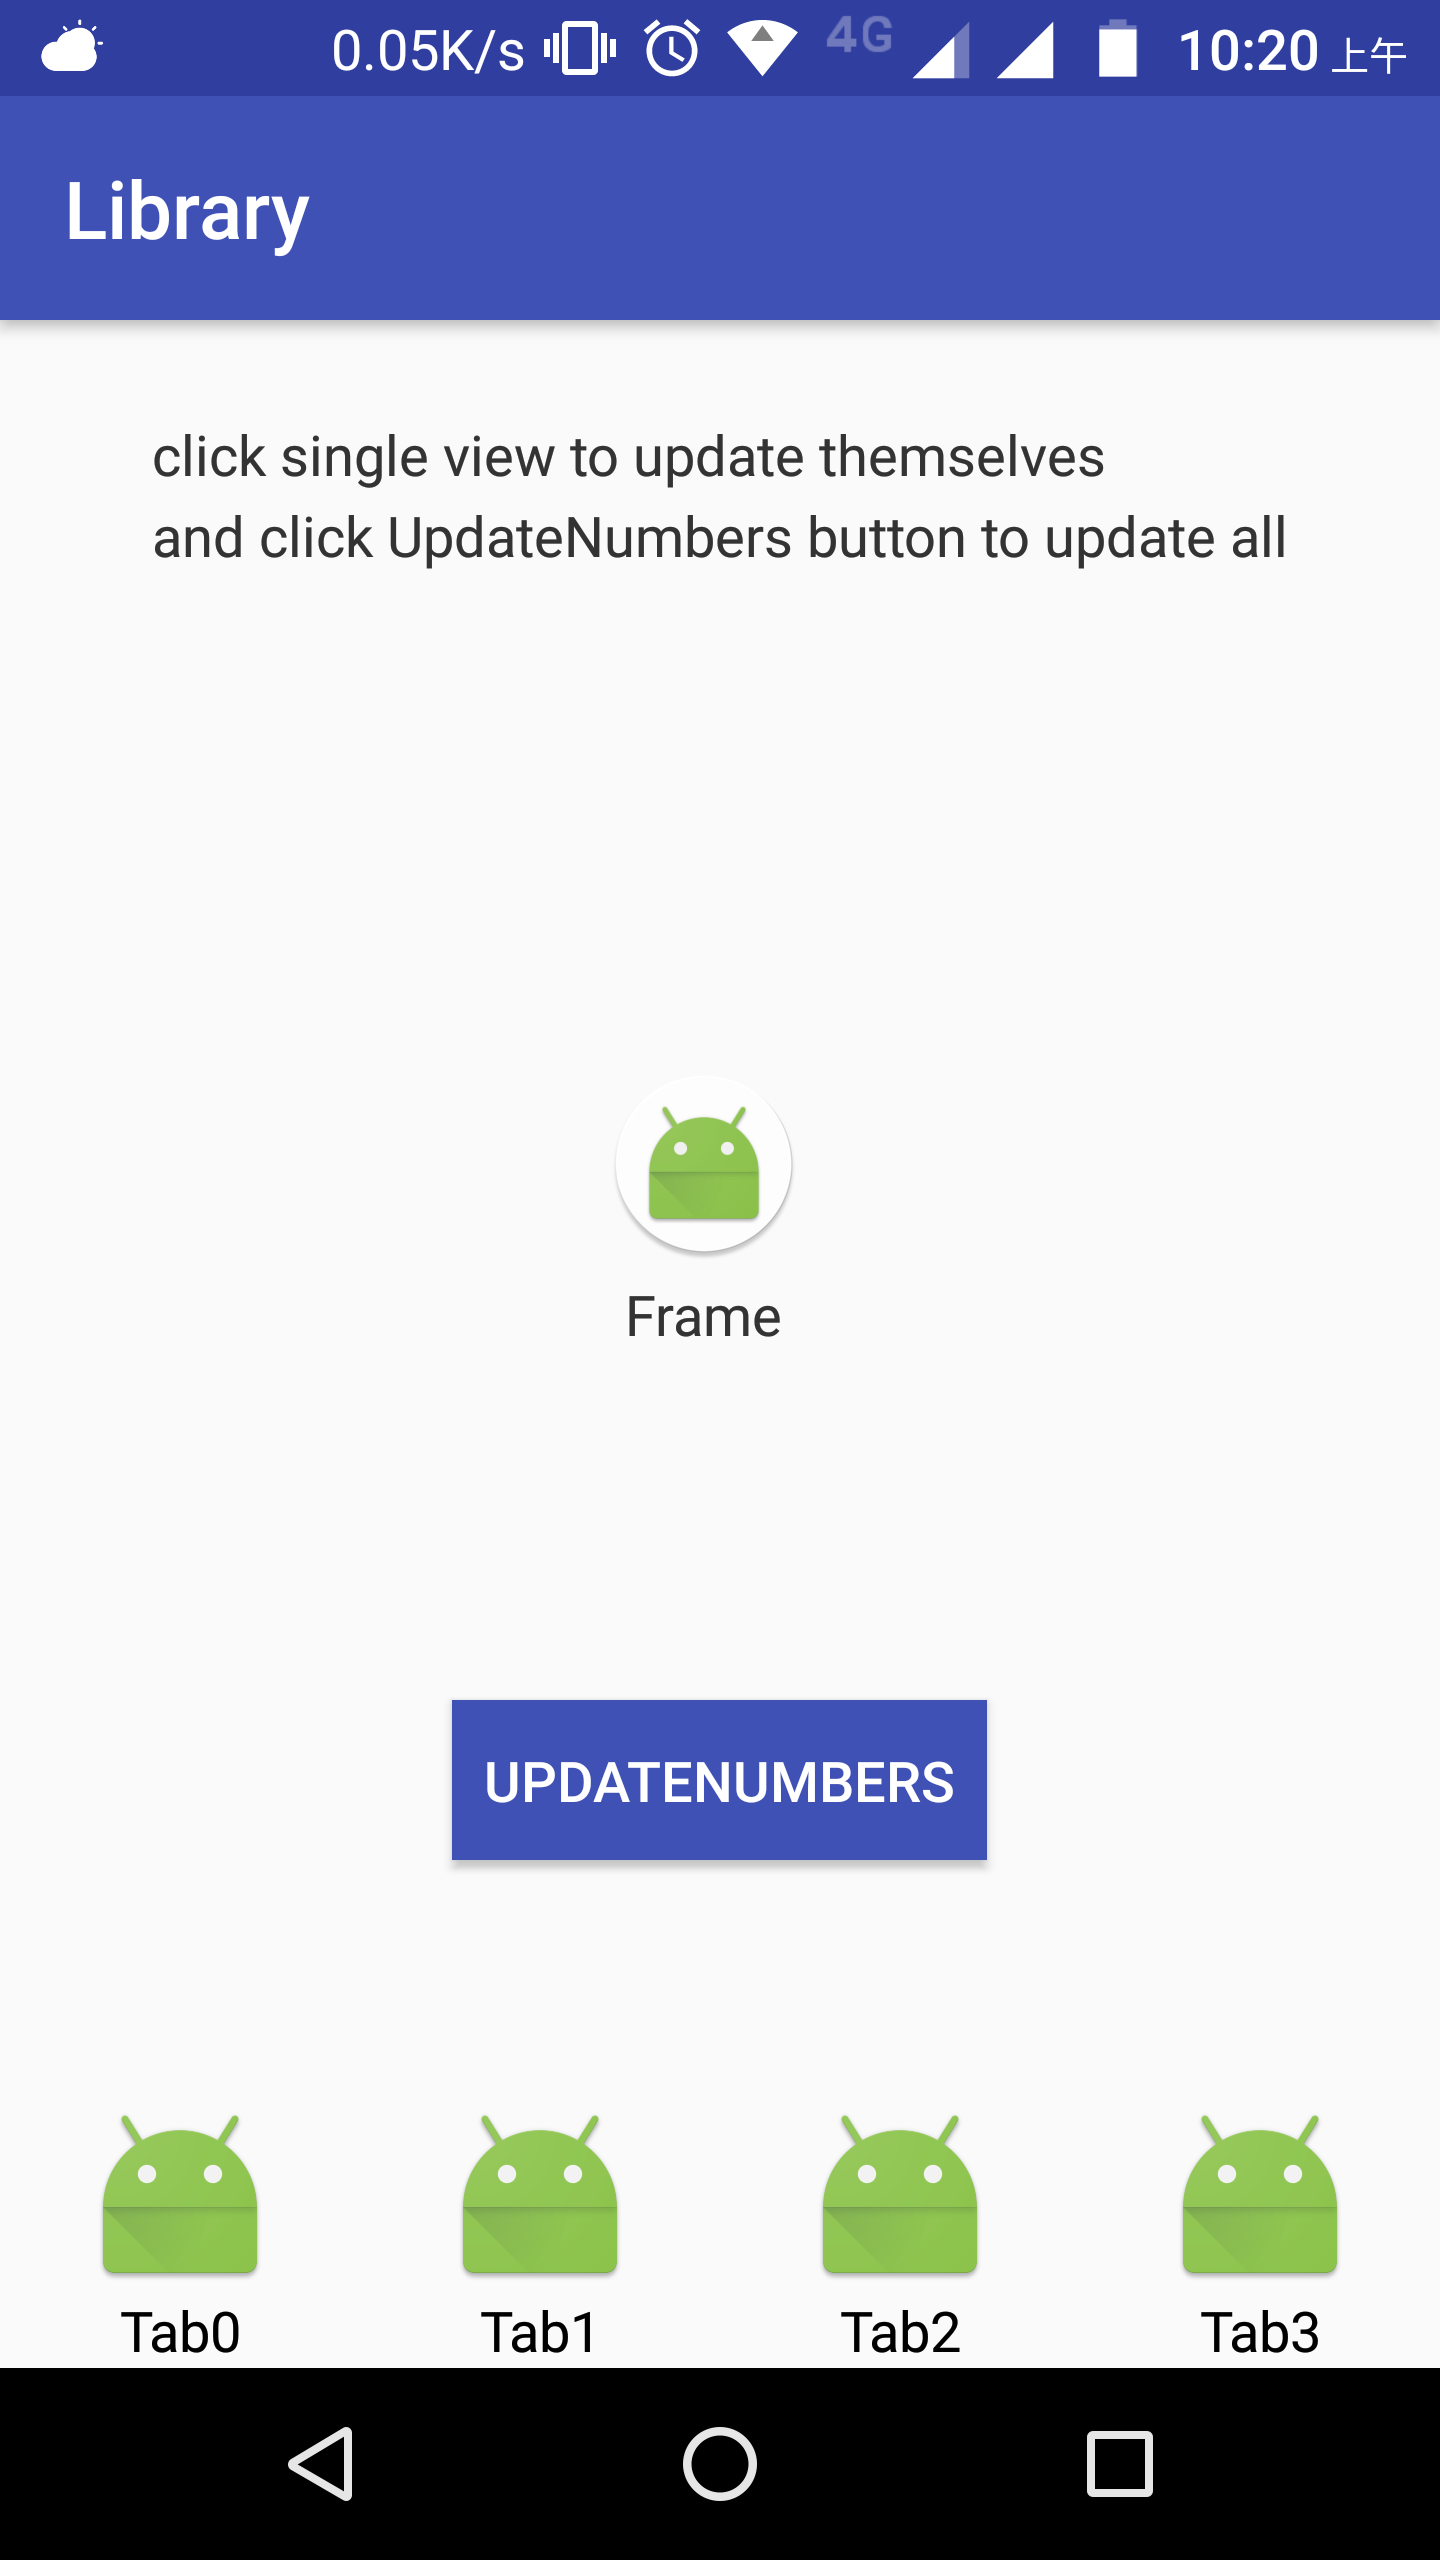 0.05K/s 4G 10:20 上午
Library
click single view to update themselves
and click UpdateNumbers button to update all
Frame
UPDATENUMBERS
Tab0 Tab1 Tab2 Tab3